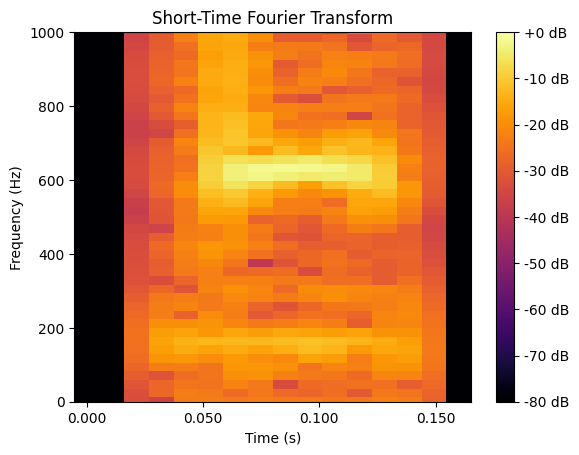 Short-Time Fourier Transform
1000
800
600
400
200
0
Frequency (Hz)
0.000
0.050
0.100
0.150
Time (s)
+0 dB
-10 dB
-20 dB
-30 dB
-40 dB
-50 dB
-60 dB
-70 dB
-80 dB